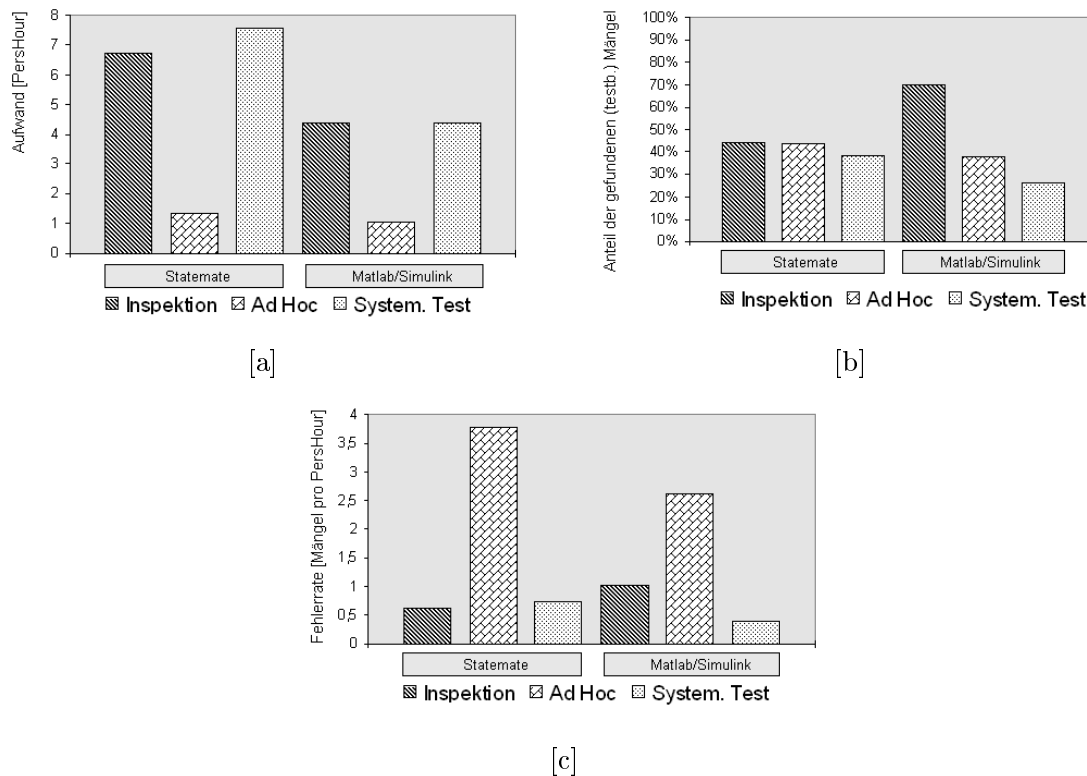 Aufwand [PersHour]
8
7
6
5
4
3
2
1
0
Statemate
Matlab/Simulink
Inspektion Ad Hoc System. Test
[a]
Anteil der gefundenen (testb.) Mängel
100%
90%
80%
70%
60%
50%
40%
30%
20%
10%
0%
Statemate
Matlab/Simulink
Inspektion Ad Hoc System. Test
[b]
Fehlerrate [Mängel pro PersHour]
4
3,5
3
2,5
2
1,5
1
0,5
0
Statemate
Matlab/Simulink
Inspektion Ad Hoc System. Test
[c]